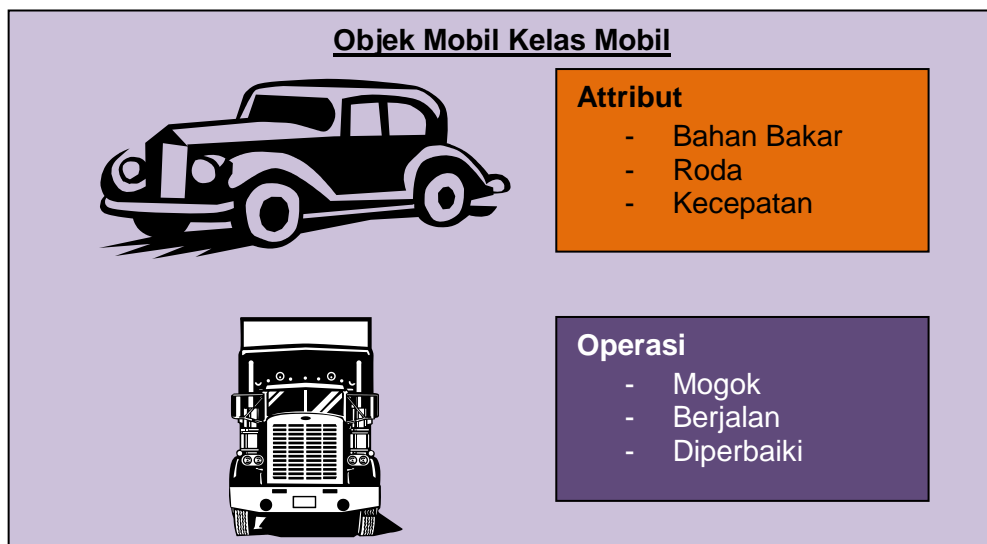 Objek Mobil Kelas Mobil
Attribut
- Bahan Bakar
- Roda
- Kecepatan
Operasi
- Mogok
- Berjalan
- Diperbaiki